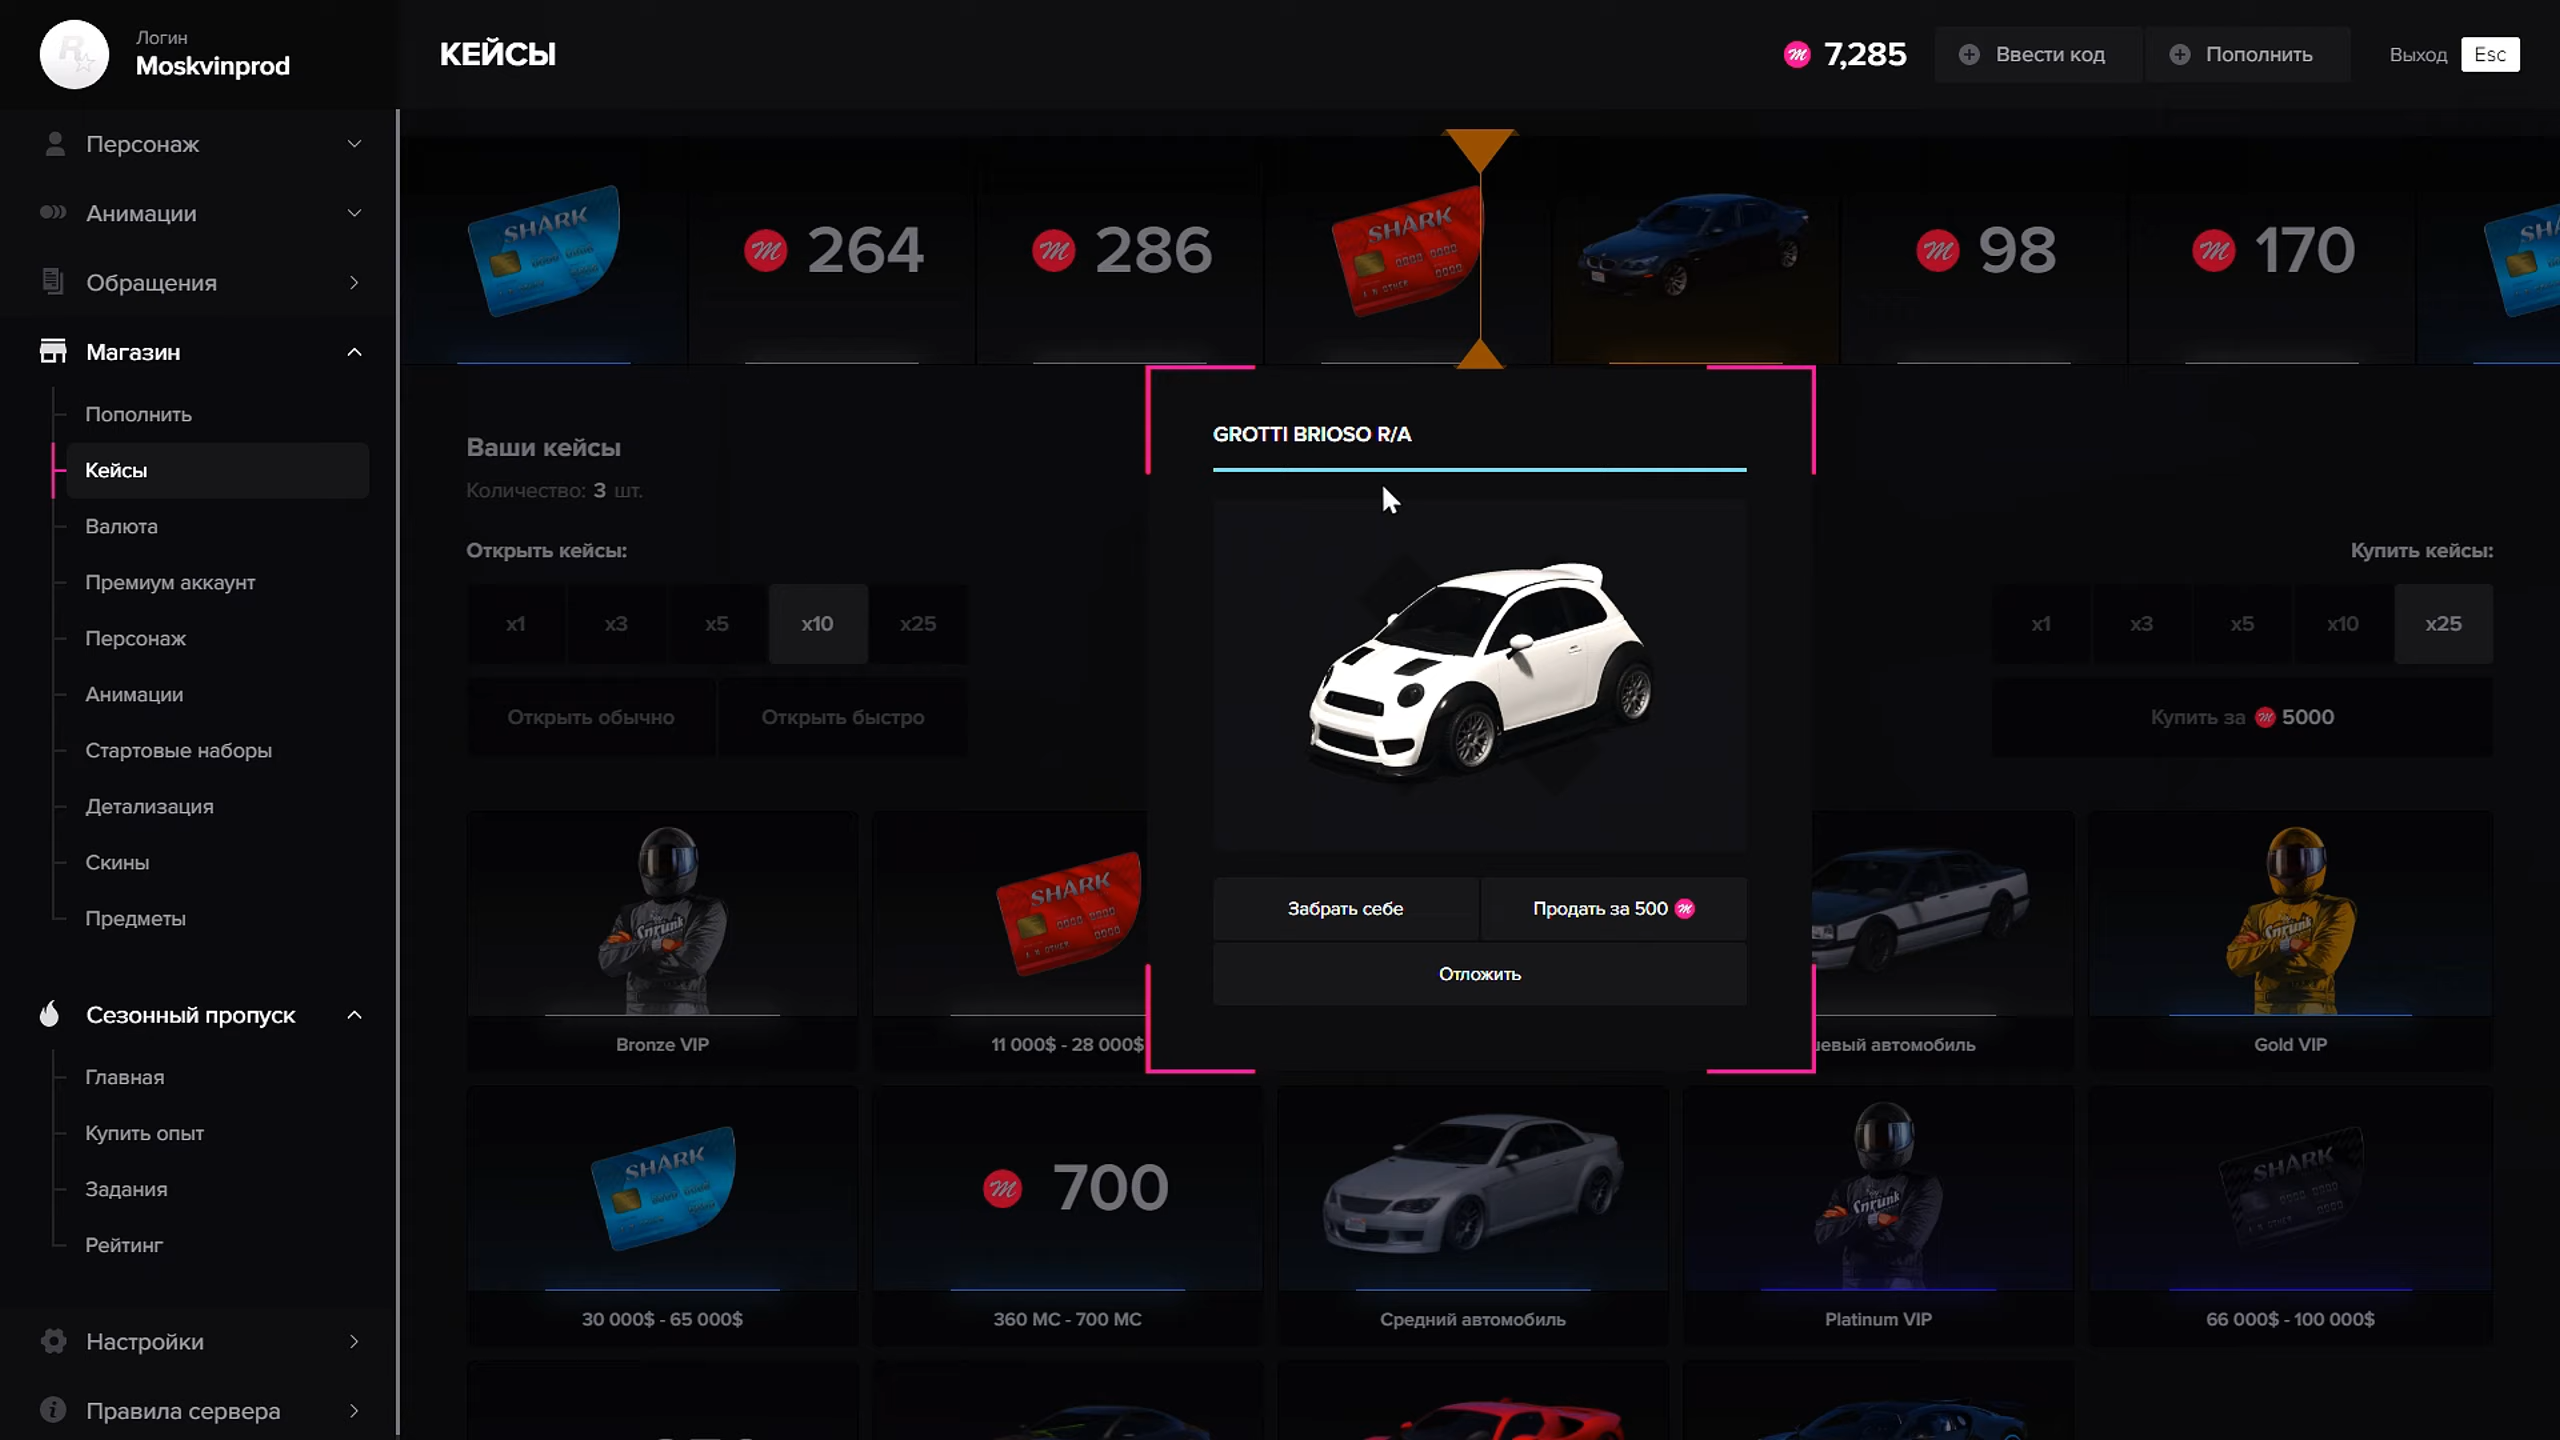 Логин
Moskvinprod
КЕЙСЫ
7,285
Ввести код
Пополнить
Выход
Esc
Персонаж
Анимации
Обращения
Магазин
Пополнить
Кейсы
Валюта
Премиум аккаунт
Персонаж
Анимации
Стартовые наборы
Детализация
Скины
Предметы
Сезонный пропуск
Главная
Купить опыт
Задания
Рейтинг
Настройки
Правила сервера
SHARK
264
286
SHARK
98
170
Ваши кейсы
Количество: 3 шт.
Открыть кейсы:
x1
x3
x5
x10
x25
Открыть обычно
Открыть быстро
GROTTI BRIOSO R/A
Забрать себе
Продать за 500
Отложить
Купить кейсы:
x1
x3
x5
x10
x25
Купить за 5000
Sprunk
SHARK
Sprunk
Bronze VIP
11 000$ - 28 000$
автомобиль
Gold VIP
SHARK
700
Sprunk
SHARK
30 000$ - 65 000$
360 MC - 700 MC
Средний автомобиль
Platinum VIP
66 000$ - 100 000$